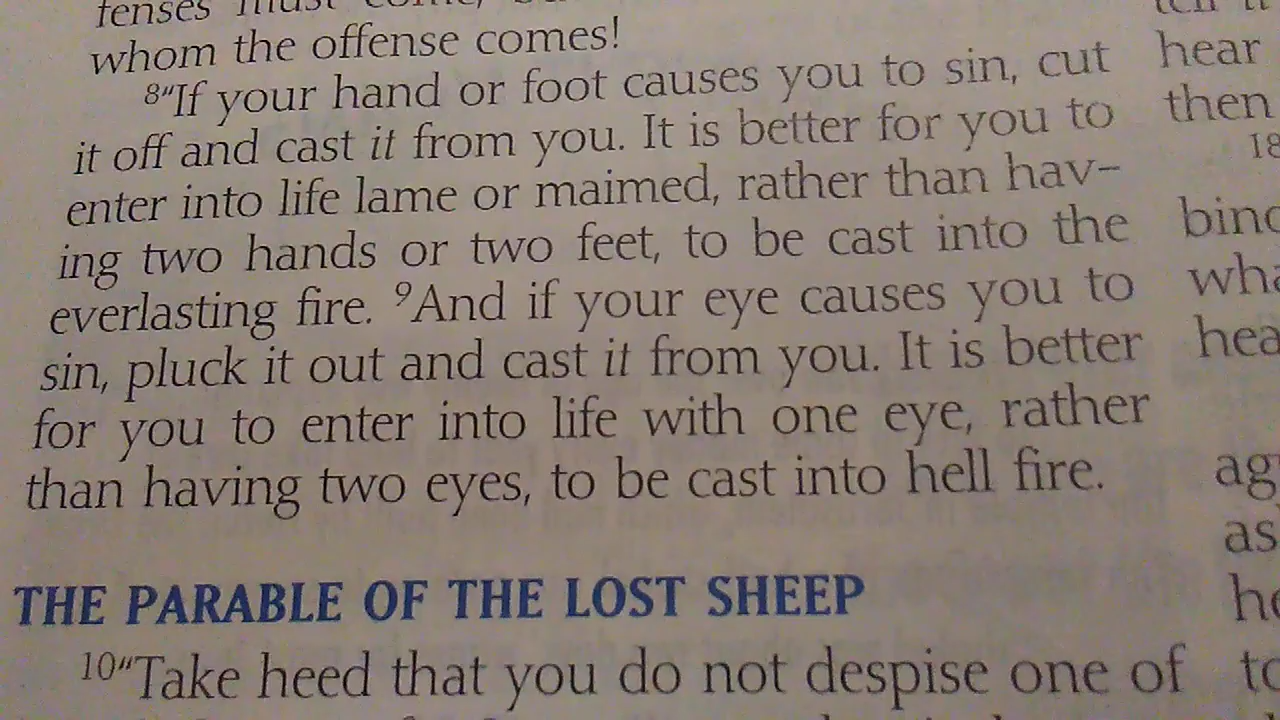 whom the offense comes!
8"If your hand or foot causes you to sin, cut
it off and cast it from you. It is better for you to
enter into life lame or maimed, rather than hav-
ing two hands or two feet, to be cast into the
everlasting fire. 9And if your eye causes you to
sin, pluck it out and cast it from you. It is better
for you to enter into life with one eye, rather
than having two eyes, to be cast into hell fire.
THE PARABLE OF THE LOST SHEEP
10"Take heed that you do not despise one of
hear
then
18